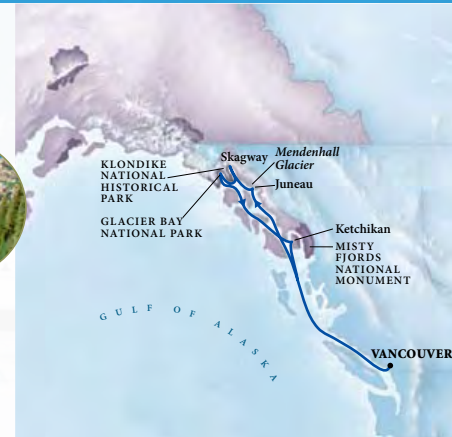 Skagway
Mendenhall
Glacier
KLONDIKE
NATIONAL
HISTORICAL
PARK
Juneau
GLACIER BAY
NATIONAL PARK
Ketchikan
MISTY
FJORDS
NATIONAL
MONUMENT
GULF OF ALASKA
VANCOUVER